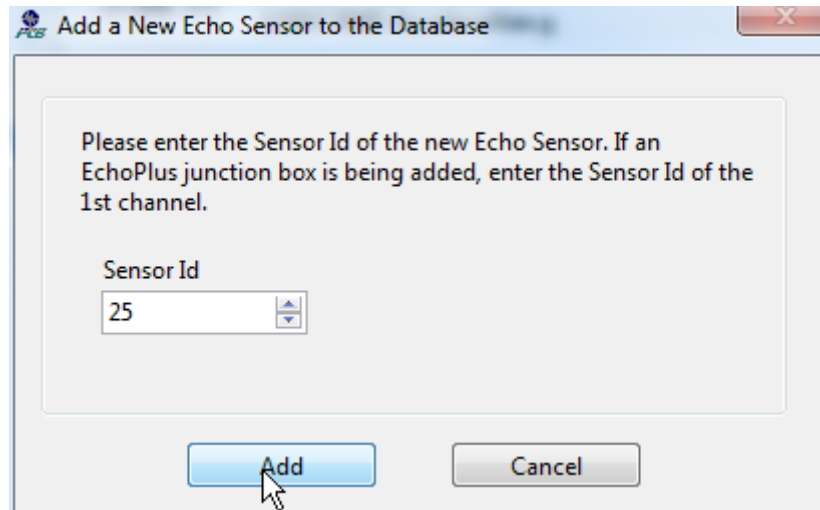 PCB Add a New Echo Sensor to the Database
Please enter the Sensor Id of the new Echo Sensor. If an
EchoPlus junction box is being added, enter the Sensor Id of the
1st channel.
Sensor Id
25
Add Cancel